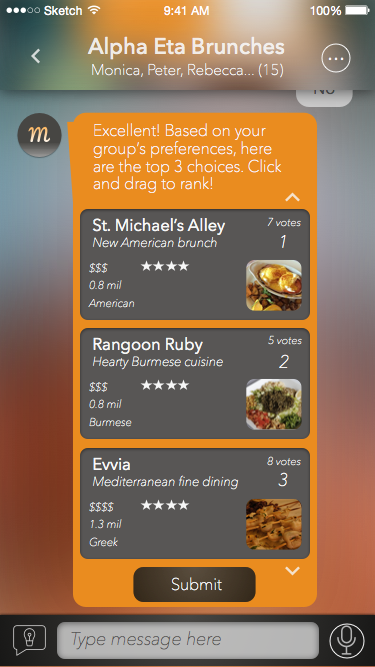 Sketch 9:41 AM 100%
Alpha Eta Brunches
Monica, Peter, Rebecca... (15)
No
m
Excellent! Based on your
group's preferences, here
are the top 3 choices. Click
and drag to rank!
St. Michael's Alley 7 votes
New American brunch 1
$$$ ★★★★
0.8 mil
American
Rangoon Ruby 5 votes
Hearty Burmese cuisine 2
$$$ ★★★★
0.8 mil
Burmese
Evvia 8 votes
Mediterranean fine dining 3
$$$$ ★★★★
1.3 mil
Greek
Submit
Type message here